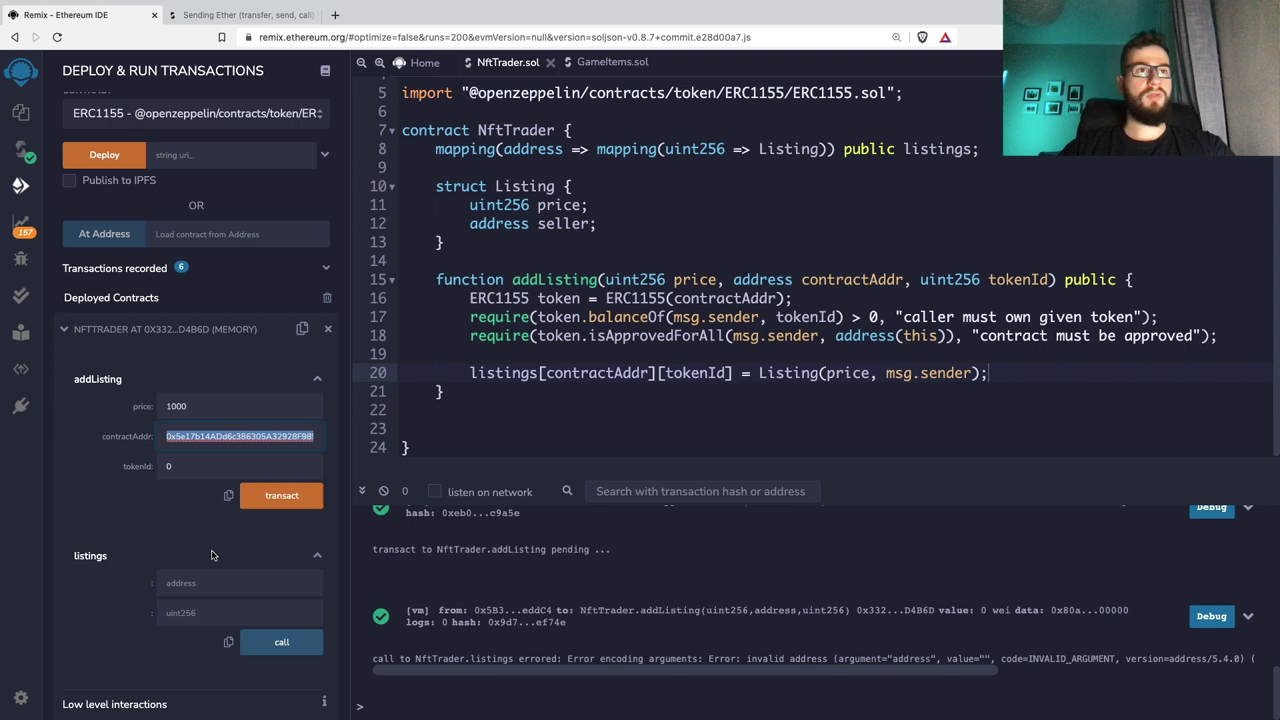 Remix - Ethereum IDE
Sending Ether (transfer, send, call)
remix.ethereum.org/#optimize=false&runs=200&evmVersion=null&version=soljson-v0.8.7+commit.e28d00a7.js
DEPLOY & RUN TRANSACTIONS
ERC1155 - @openzeppelin/contracts/token/ER
Deploy
string uri_
Publish to IPFS
OR
At Address
Load contract from Address
Transactions recorded 6
157
Deployed Contracts
NFTTRADER AT 0X332...D4B6D (MEMORY)
addListing
price: 1000
contractAddr: 0x5e17b14ADd6c386305A32928F985
tokenId: 0
transact
listings
: address
: uint256
call
Low level interactions
Home
NftTrader.sol
GameItems.sol
5 import "@openzeppelin/contracts/token/ERC1155/ERC1155.sol";
6
7 contract NftTrader {
8 mapping(address => mapping(uint256 => Listing)) public listings;
9
10 struct Listing {
11 uint256 price;
12 address seller;
13 }
14
15 function addListing(uint256 price, address contractAddr, uint256 tokenId) public {
16 ERC1155 token = ERC1155(contractAddr);
17 require(token.balanceOf(msg.sender, tokenId) > 0, "caller must own given token");
18 require(token.isApprovedForAll(msg.sender, address(this)), "contract must be approved");
19
20 listings[contractAddr][tokenId] = Listing(price, msg.sender);
21 }
22
23
24 }
0
listen on network
Search with transaction hash or address
hash: 0xeb0...c9a5e
Debug
transact to NftTrader.addListing pending ...
[vm] from: 0x5B3...eddC4 to: NftTrader.addListing(uint256,address,uint256) 0x332...D4B6D value: 0 wei data: 0x80a...00000
logs: 0 hash: 0x9d7...ef74e
Debug
call to NftTrader.listings errored: Error encoding arguments: Error: invalid address (argument="address", value="", code=INVALID_ARGUMENT, version=address/5.4.0) (
>